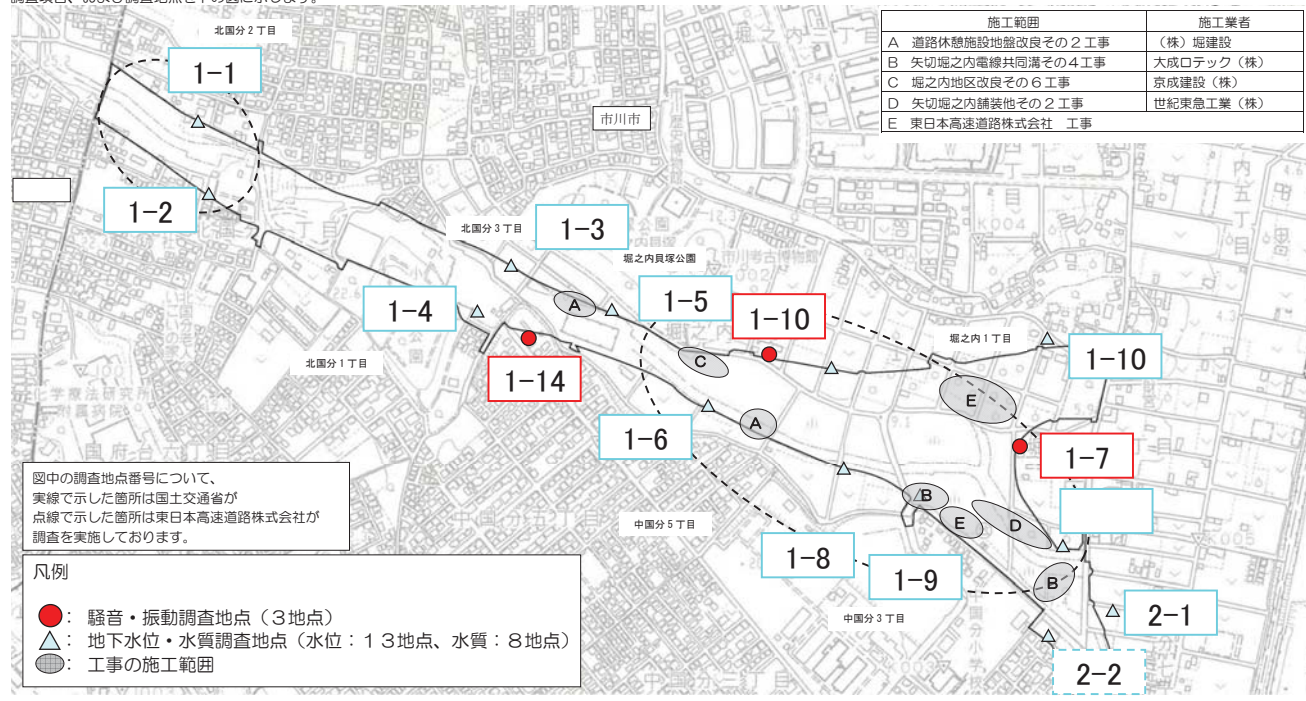 調査項目、および調査地点を下の図に示します。
施工範囲 施工業者
A 道路休憩施設地盤改良その2工事 （株）堀建設
B 矢切堀之内電線共同溝その4工事 大成ロテック（株）
C 堀之内地区改良その6工事 京成建設（株）
D 矢切堀之内舗装他その2工事 世紀東急工業（株）
E 東日本高速道路株式会社 工事
北国分2丁目
1-1
市川市
1-2
北国分3丁目
1-3
堀之内貝塚公園
1-4
A
1-5
1-10
堀之内1丁目
北国分1丁目
1-14
C
1-10
E
1-6
A
1-7
図中の調査地点番号について、
実線で示した箇所は国土交通省が
点線で示した箇所は東日本高速道路株式会社が
調査を実施しております。
中国分5丁目
B
E
D
1-8
1-9
B
中国分3丁目
2-1
2-2
凡例
：騒音・振動調査地点（3地点）
：地下水位・水質調査地点（水位：13地点、水質：8地点）
：工事の施工範囲